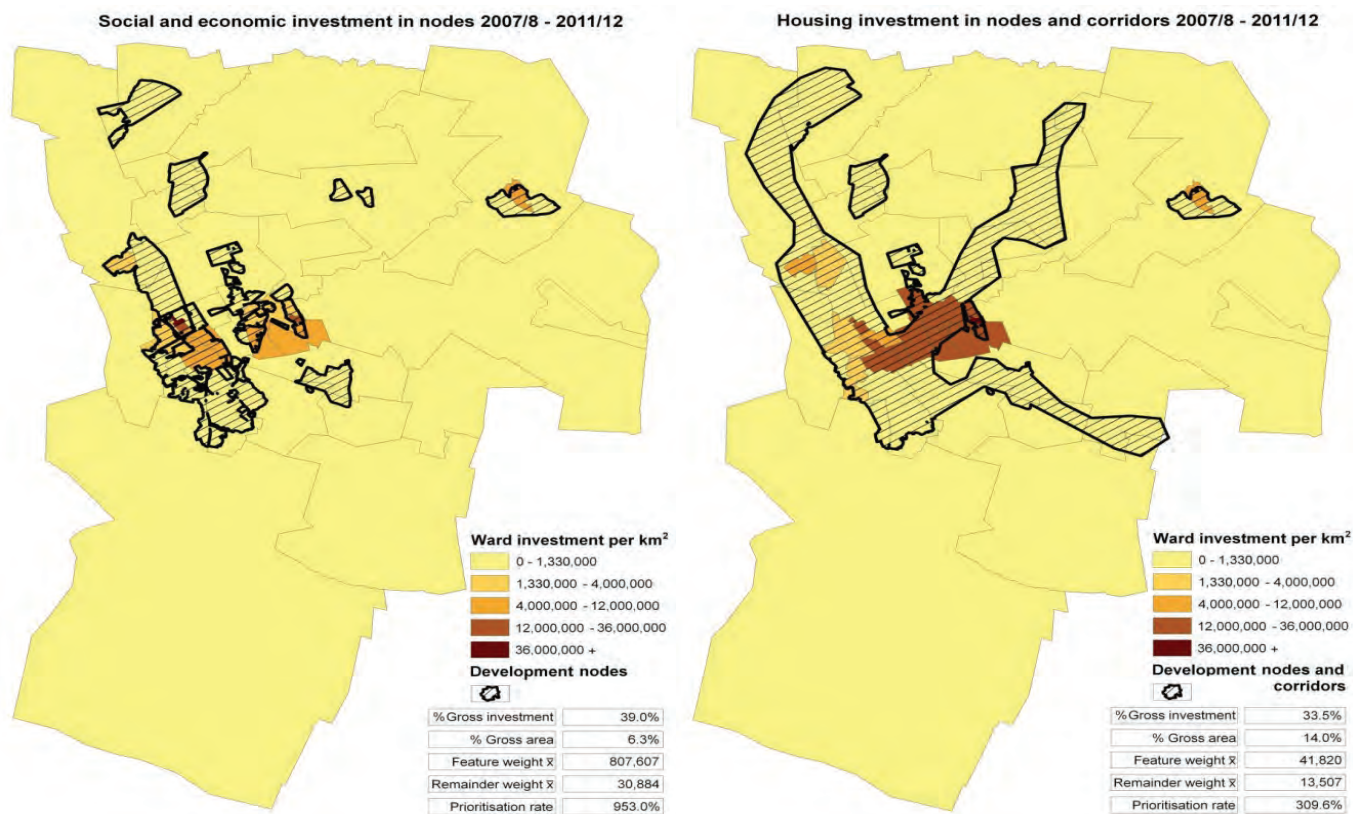 Social and economic investment in nodes 2007/8 - 2011/12
Ward investment per km²
0 - 1,330,000
1,330,000 - 4,000,000
4,000,000 - 12,000,000
12,000,000 - 36,000,000
36,000,000 +
Development nodes
%Gross investment 39.0%
% Gross area 6.3%
Feature weight x̄ 807,607
Remainder weight x̄ 30,884
Prioritisation rate 953.0%
Housing investment in nodes and corridors 2007/8 - 2011/12
Ward investment per km²
0 - 1,330,000
1,330,000 - 4,000,000
4,000,000 - 12,000,000
12,000,000 - 36,000,000
36,000,000 +
Development nodes and
corridors
%Gross investment 33.5%
% Gross area 14.0%
Feature weight x̄ 41,820
Remainder weight x̄ 13,507
Prioritisation rate 309.6%